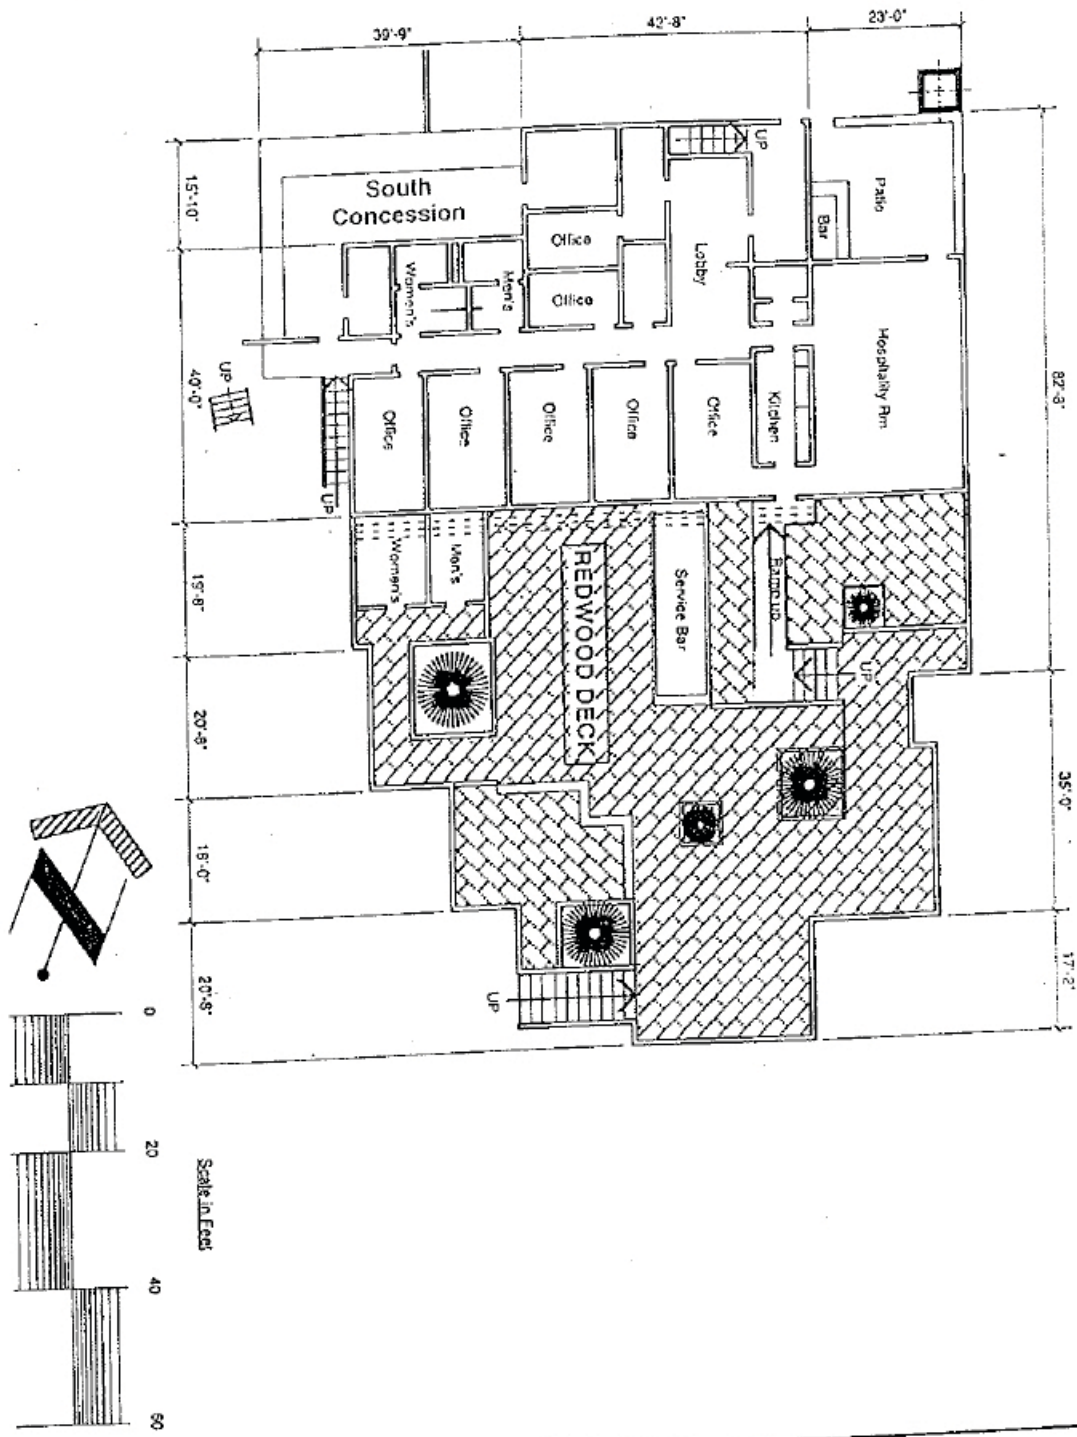 39'-9"
42'-8"
23'-0"
UP
15'-10"
South
Concession
Patio
Bar
Office
Lobby
Women's
Men's
Office
Hospitality Rm.
82'-8"
UP
40'-0"
Office
Office
Office
Office
Office
Kitchen
UP
Women's
Men's
REDWOOD DECK
Service Bar
Ramp up
19'-8"
UP
20'-8"
35'-0"
16'-0"
17'-2"
UP
20'-8"
0
20
40
60
Scale in Feet